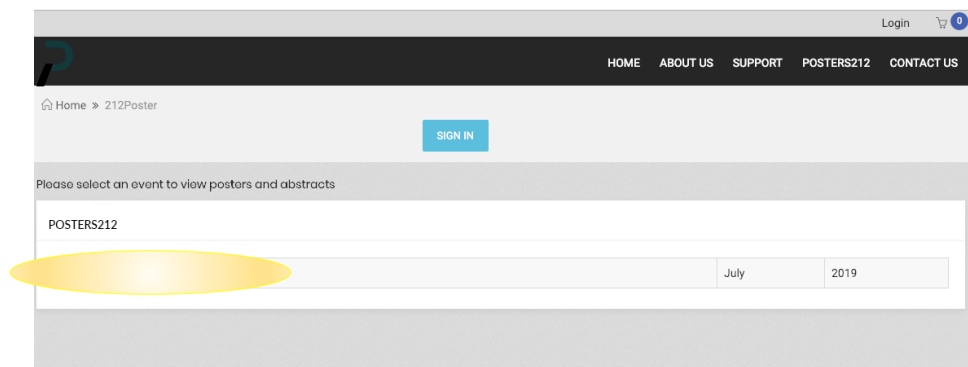 Login 0
HOME ABOUT US SUPPORT POSTERS212 CONTACT US
Home » 212Poster
SIGN IN
Please select an event to view posters and abstracts
POSTERS212
July 2019